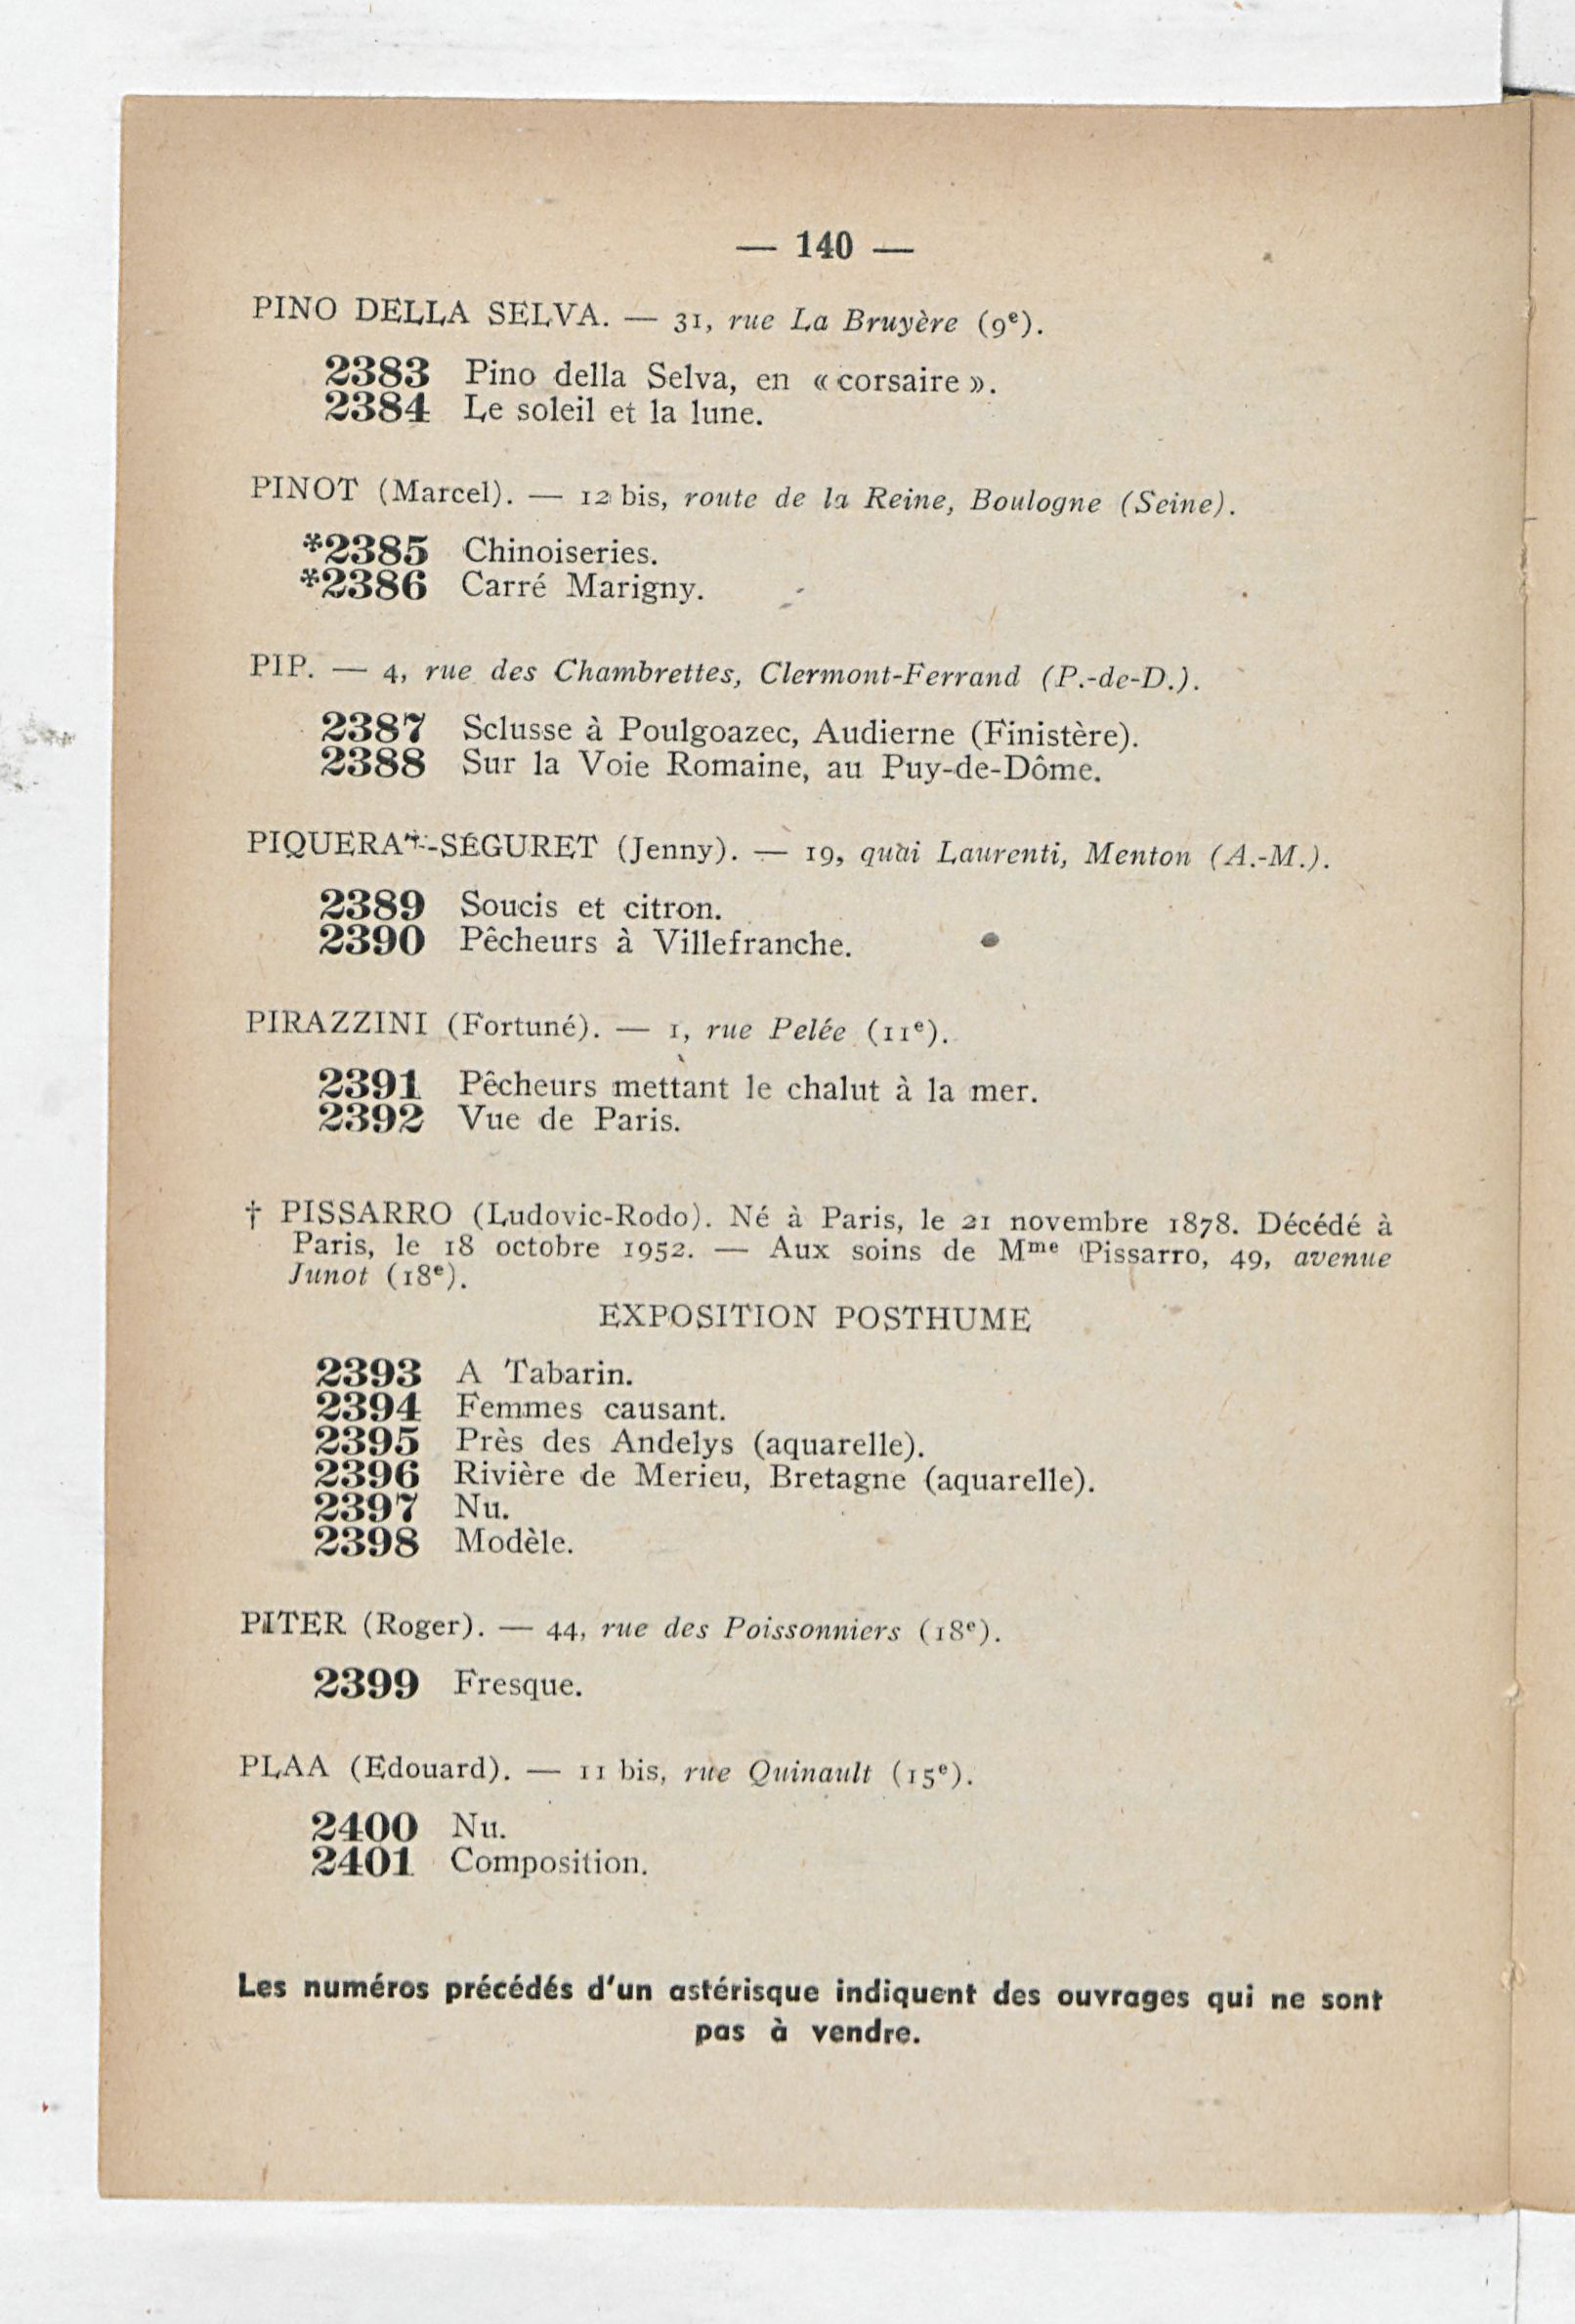 — 140 —
PINO DELLA SELVA. — 31, rue La Bruyère (9e).
2383 Pino della Selva, en « corsaire ».
2384 Le soleil et la lune.
PINOT (Marcel). — 12 bis, route de la Reine, Boulogne (Seine).
*2385 Chinoiseries.
*2386 Carré Marigny.
PIP. — 4, rue des Chambrettes, Clermont-Ferrand (P.-de-D.).
2387 Sclusse à Poulgoazec, Audierne (Finistère).
2388 Sur la Voie Romaine, au Puy-de-Dôme.
-SÉGURET (Jenny). — 19, quai Laurenti, Menton (A.-M.).
2389 Soucis et citron.
2390 Pêcheurs à Villefranche.
PIRAZZINI (Fortuné). — 1, rue Pelée (11e).
2391 Pêcheurs mettant le chalut à la mer.
2392 Vue de Paris.
† PISSARRO (Ludovic-Rodo). Né à Paris, le 21 novembre 1878. Décédé à
Paris, le 18 octobre 1952. — Aux soins de Mme Pissarro, 49, avenue
Junot (18e).
EXPOSITION POSTHUME
2393 A Tabarin.
2394 Femmes causant.
2395 Près des Andelys (aquarelle).
2396 Rivière de Merieu, Bretagne (aquarelle).
2397 Nu.
2398 Modèle.
PITER (Roger). — 44, rue des Poissonniers (18e).
2399 Fresque.
PLAA (Edouard). — 11 bis, rue Quinault (15e).
2400 Nu.
2401 Composition.
Les numéros précédés d'un astérisque indiquent des ouvrages qui ne sont
pas à vendre.